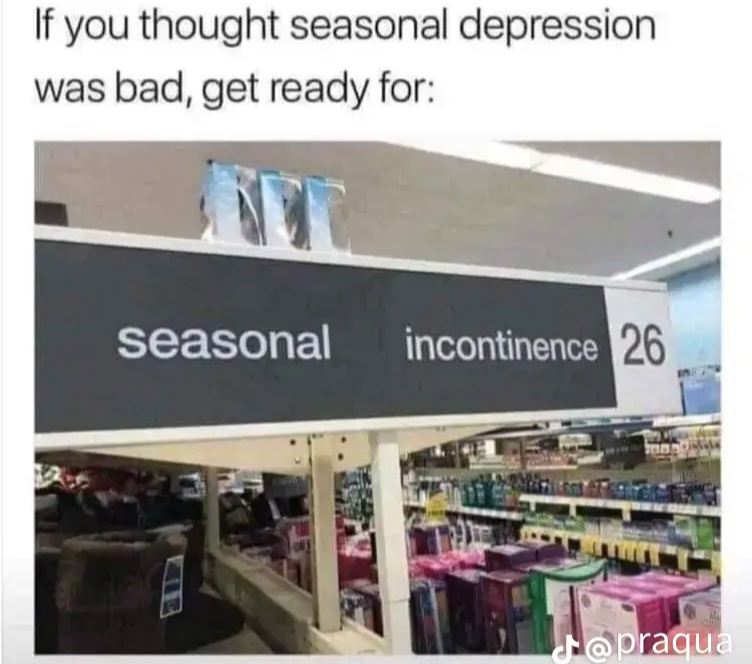 If you thought seasonal depression
was bad, get ready for:
seasonal incontinence 26
@praqua